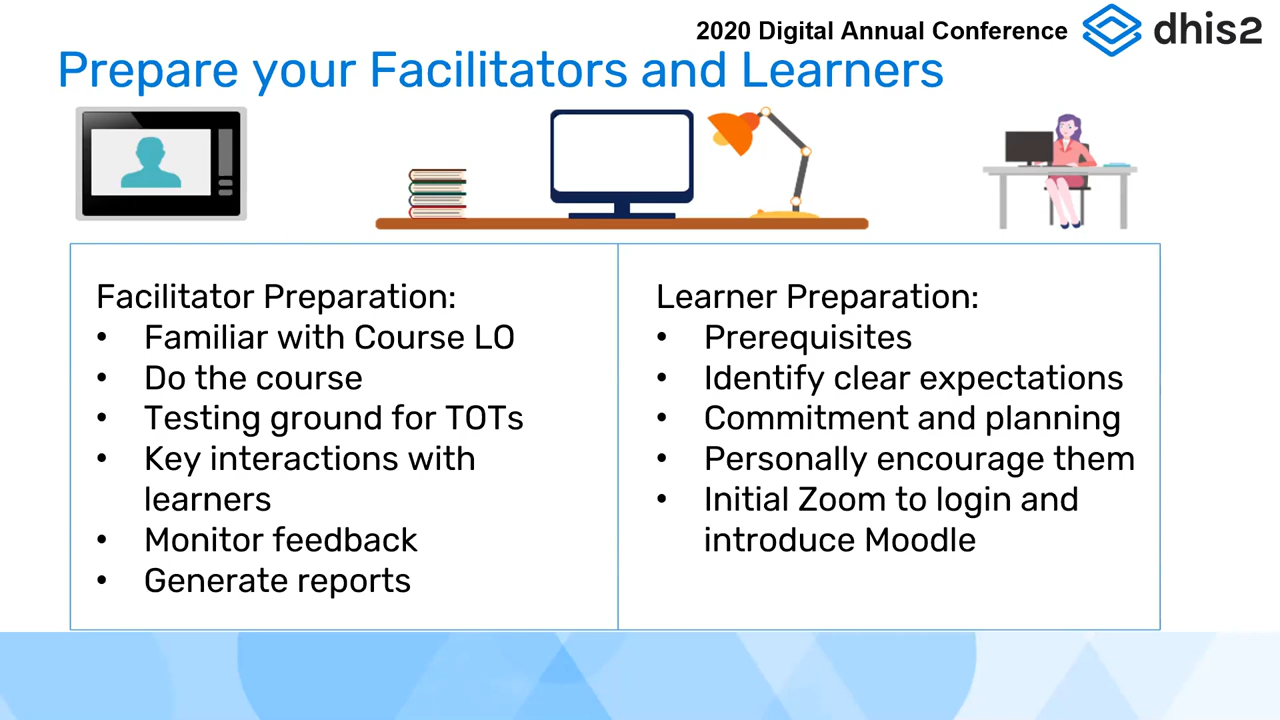 2020 Digital Annual Conference
dhis2
Prepare your Facilitators and Learners
Facilitator Preparation:
• Familiar with Course LO
• Do the course
• Testing ground for TOTs
• Key interactions with
learners
• Monitor feedback
• Generate reports
Learner Preparation:
• Prerequisites
• Identify clear expectations
• Commitment and planning
• Personally encourage them
• Initial Zoom to login and
introduce Moodle